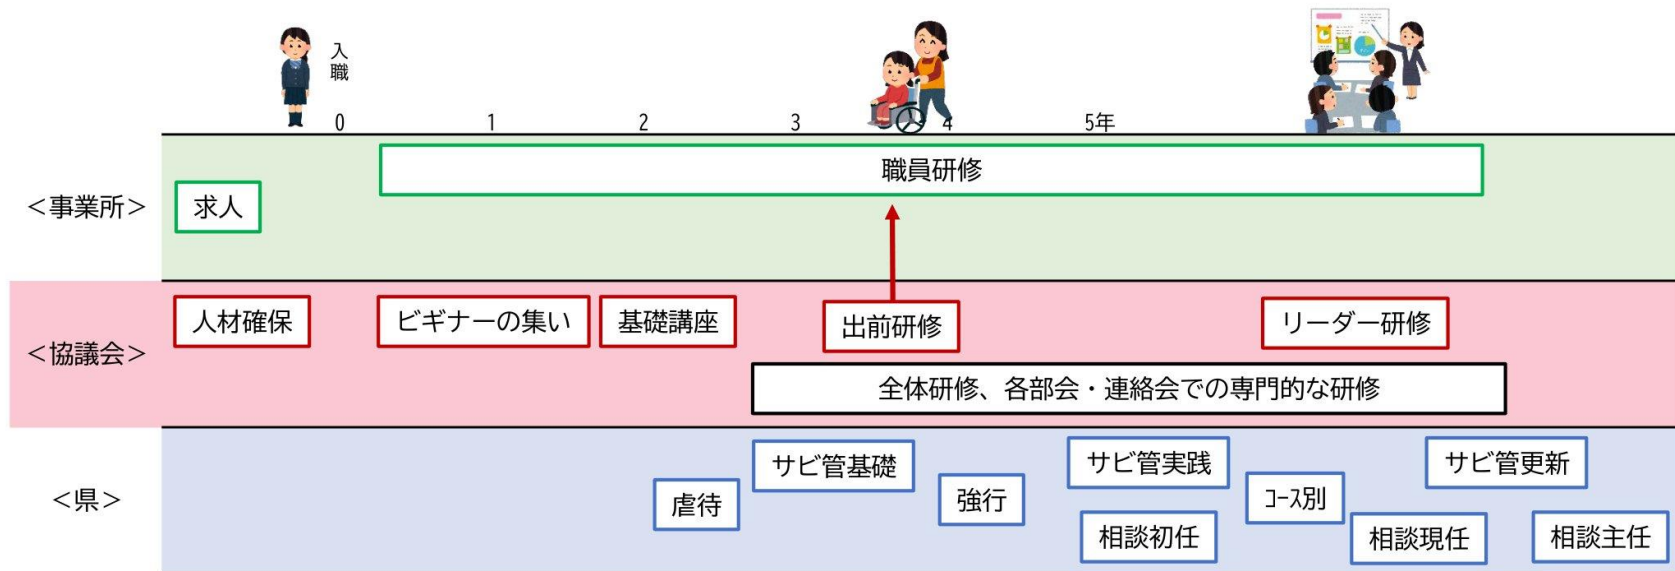 入職
0 1 2 3 4 5年
職員研修
＜事業所＞ 求人
人材確保 ビギナーの集い 基礎講座 出前研修 リーダー研修
＜協議会＞
全体研修、各部会・連絡会での専門的な研修
サビ管基礎 サビ管実践 サビ管更新
＜県＞ 虐待 強行 コース別
相談初任 相談現任 相談主任